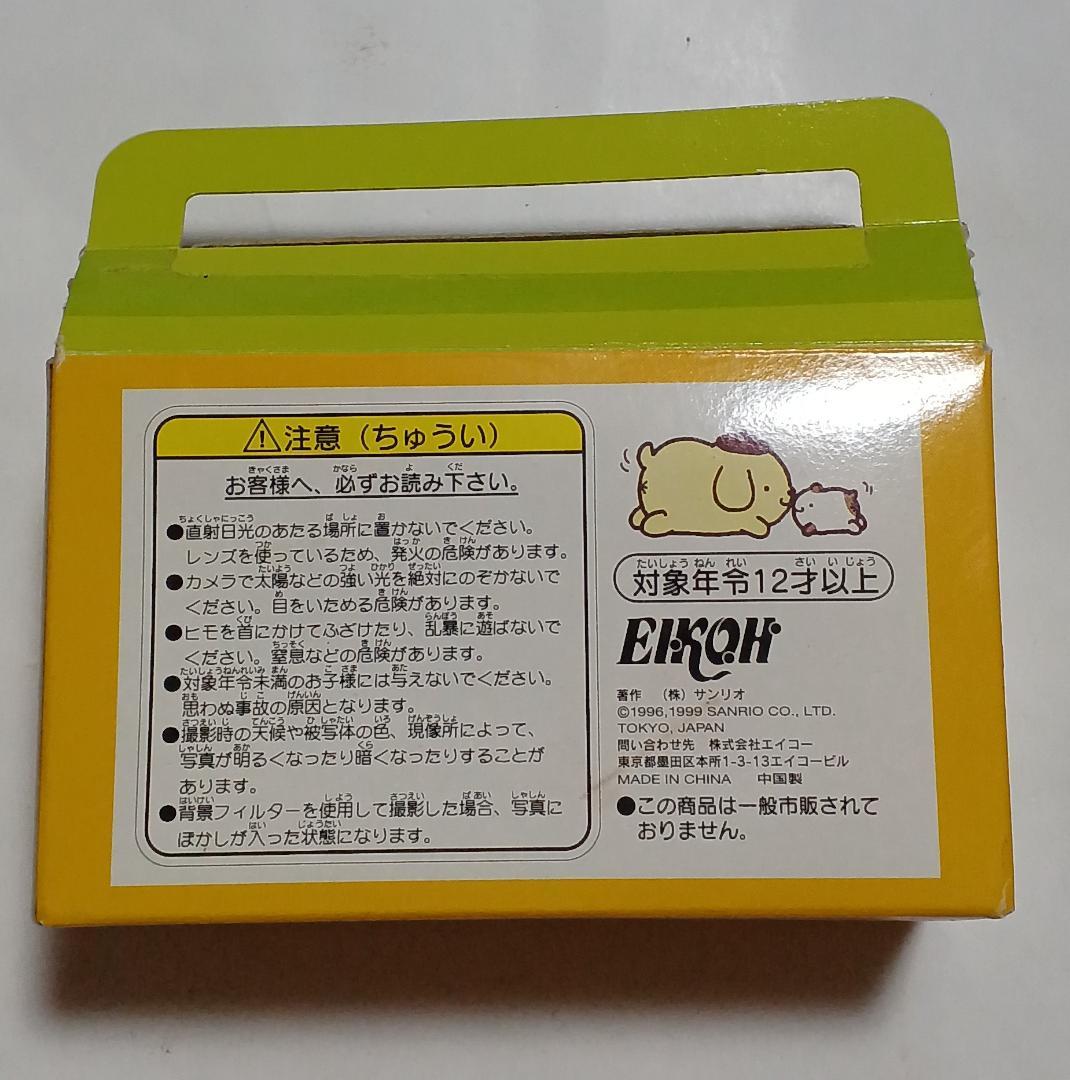 ⚠注意（ちゅうい）
お客様へ、必ずお読み下さい。
●直射日光のあたる場所に置かないでください。
レンズを使っているため、発火の危険があります。
●カメラで太陽などの強い光を絶対にのぞかないで
ください。目をいためる危険があります。
●ヒモを首にかけてふざけたり、乱暴に遊ばないで
ください。窒息などの危険があります。
●対象年令未満のお子様には与えないでください。
思わぬ事故の原因となります。
●撮影時の天候や被写体の色、現像所によって、
写真が明るくなったり暗くなったりすることが
あります。
●背景フィルターを使用して撮影した場合、写真に
ぼかしが入った状態になります。
対象年令12才以上
EIKOH
著作 （株）サンリオ
©1996,1999 SANRIO CO., LTD.
TOKYO, JAPAN
問い合わせ先 株式会社エイコー
東京都墨田区本所1-3-13エイコービル
MADE IN CHINA 中国製
●この商品は一般市販されて
おりません。